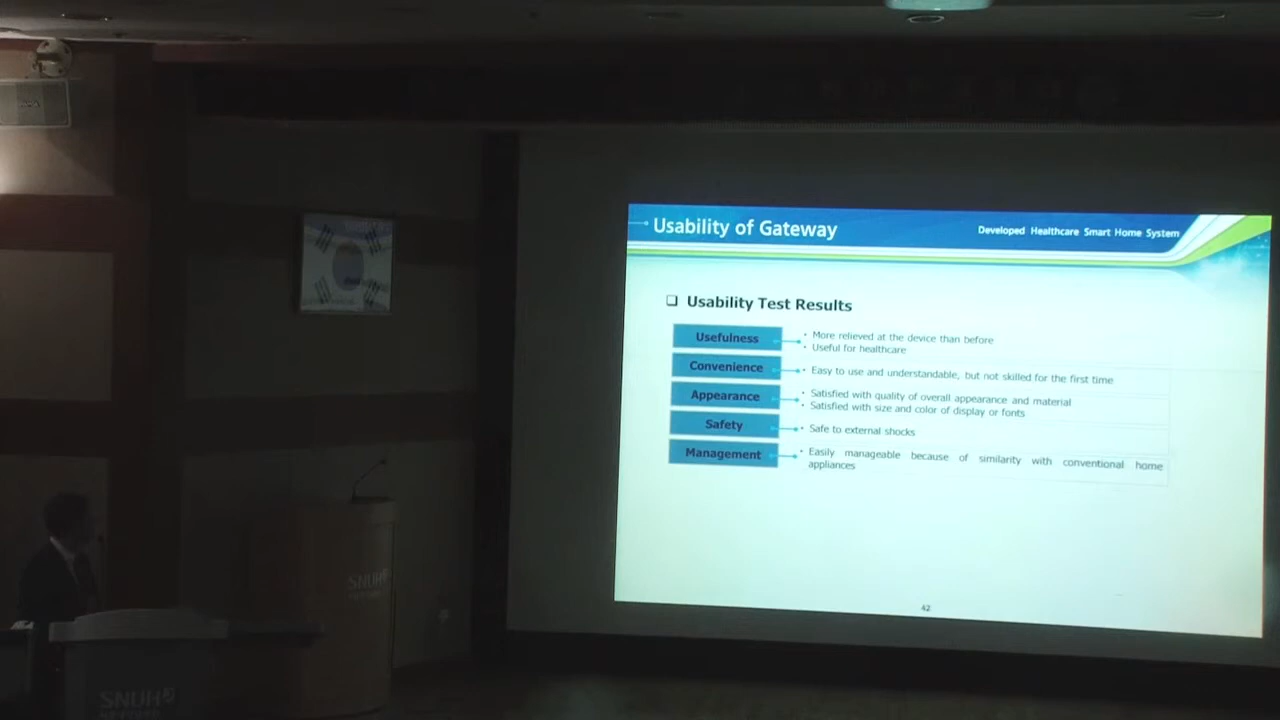 Usability of Gateway
Developed Healthcare Smart Home System
❑ Usability Test Results
Usefulness
• More relieved at the device than before
• Useful for healthcare
Convenience
• Easy to use and understandable, but not skilled for the first time
Appearance
• Satisfied with quality of overall appearance and material
• Satisfied with size and color of display or fonts
Safety
• Safe to external shocks
Management
• Easily manageable because of similarity with conventional home
appliances
42
SNUH
SNUH